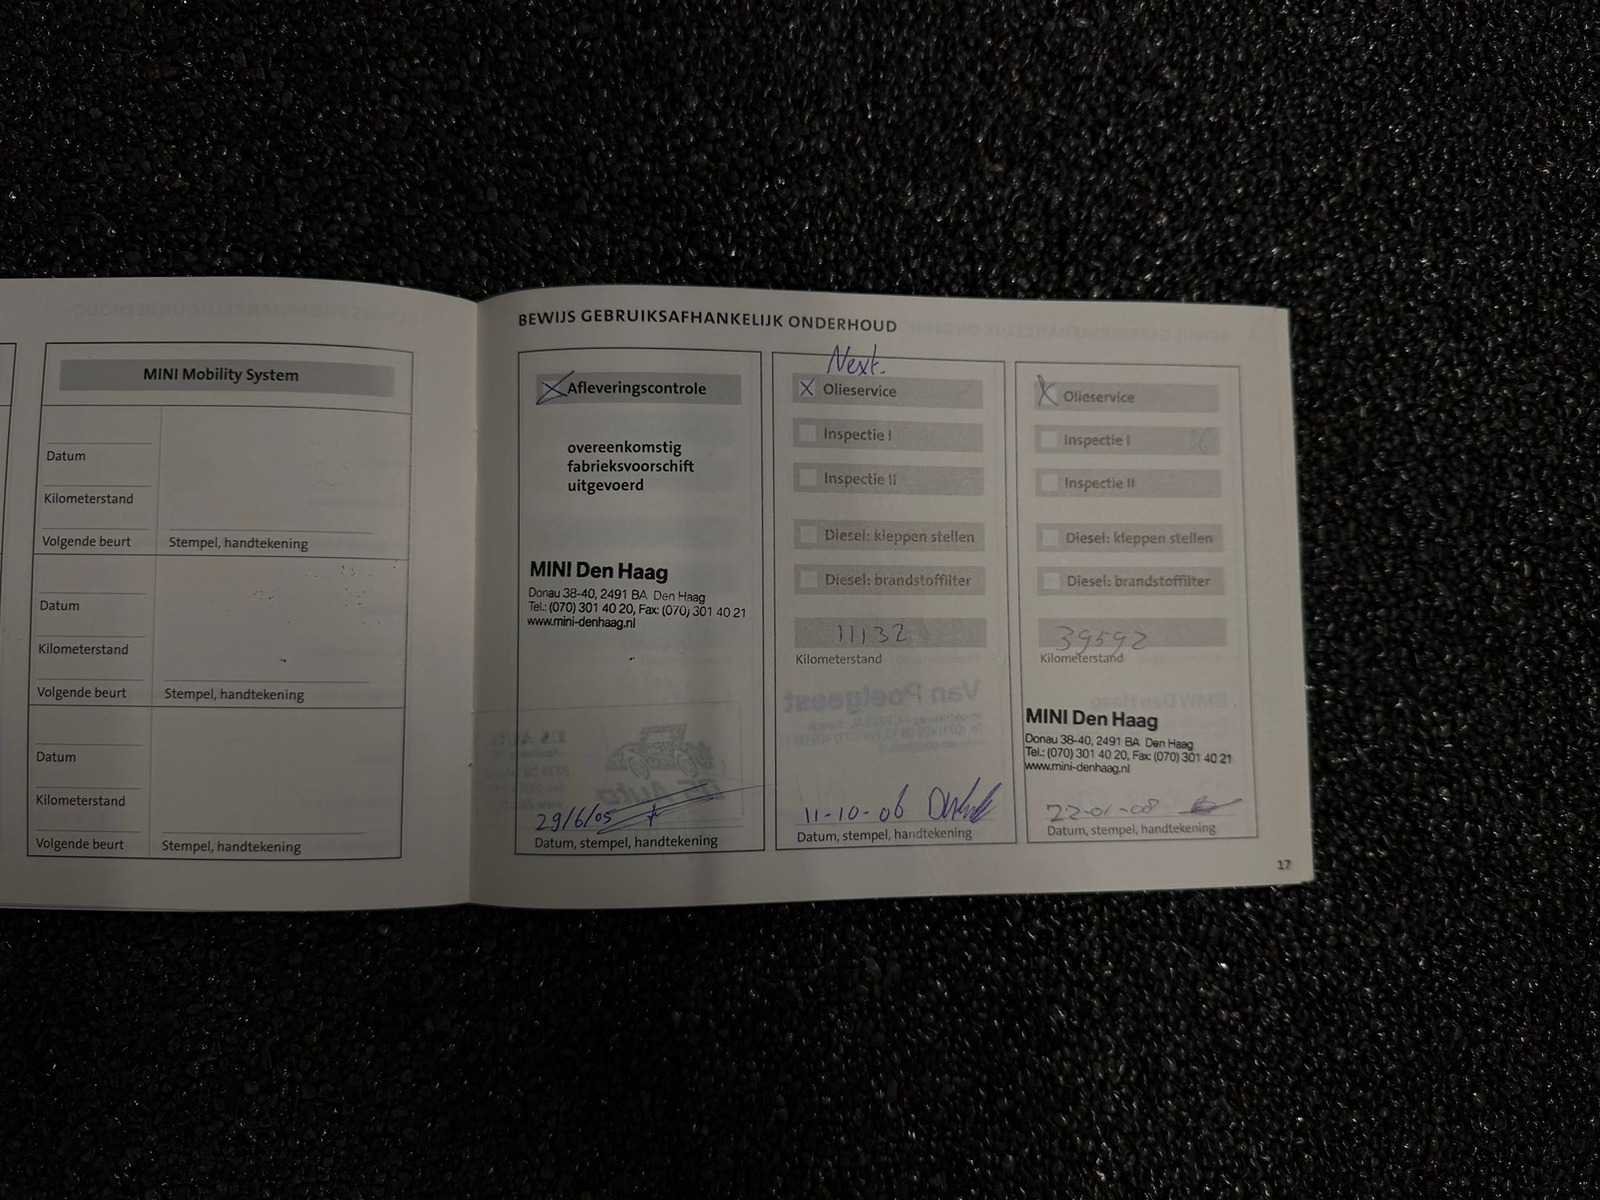 MINI Mobility System
Datum
Kilometerstand
Volgende beurt
Stempel, handtekening
Datum
Kilometerstand
Volgende beurt
Stempel, handtekening
Datum
Kilometerstand
Volgende beurt
Stempel, handtekening
BEWIJS GEBRUIKSAFHANKELIJK ONDERHOUD
Afleveringscontrole
overeenkomstig
fabrieksvoorschift
uitgevoerd
MINI Den Haag
Donau 38-40, 2491 BA Den Haag
Tel.: (070) 301 40 20, Fax: (070) 301 40 21
www.mini-denhaag.nl
29/6/05
Datum, stempel, handtekening
Next.
Olieservice
Inspectie I
Inspectie II
Diesel: kleppen stellen
Diesel: brandstoffilter
11132
Kilometerstand
11-10-06
Datum, stempel, handtekening
Olieservice
Inspectie I
Inspectie II
Diesel: kleppen stellen
Diesel: brandstoffilter
39592
Kilometerstand
MINI Den Haag
Donau 38-40, 2491 BA Den Haag
Tel.: (070) 301 40 20, Fax: (070) 301 40 21
www.mini-denhaag.nl
22-01-08
Datum, stempel, handtekening
17